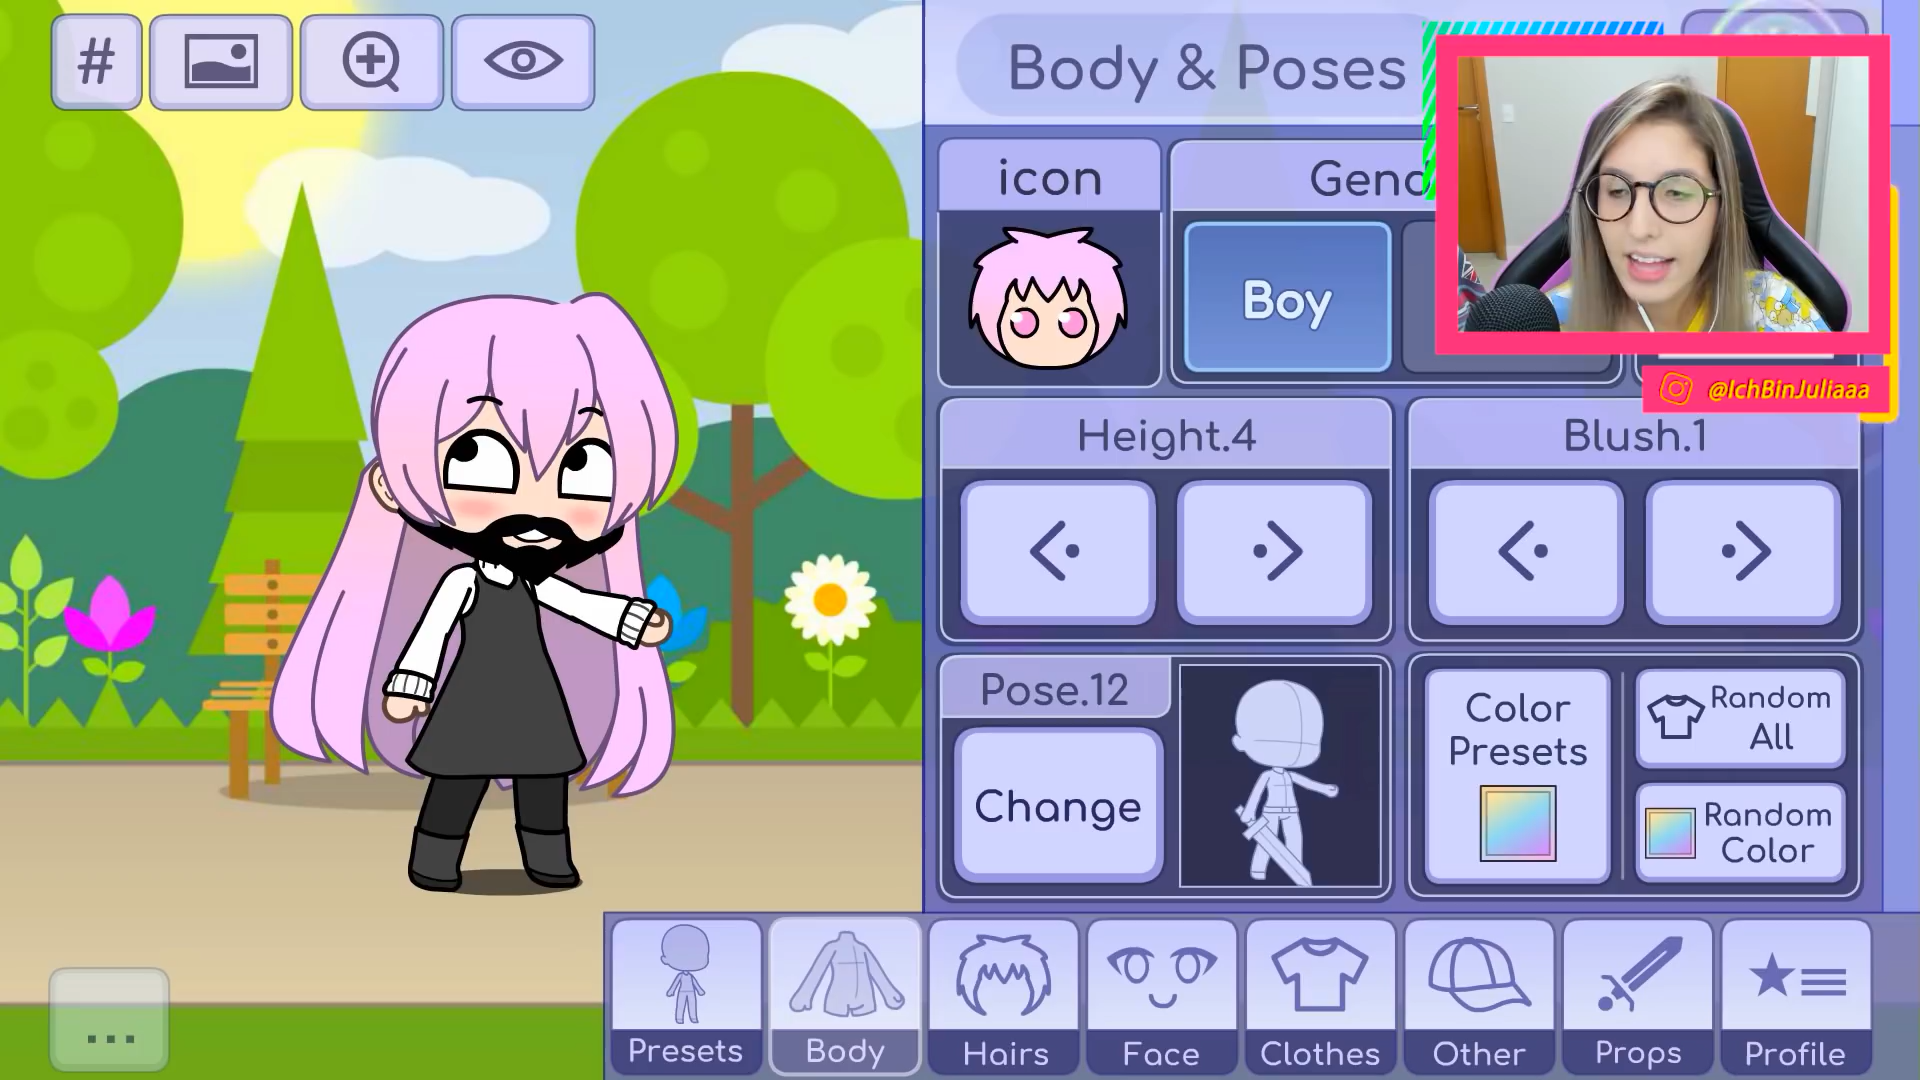 #
Body & Poses
icon
Gend
Boy
@IchBinJuliaaa
Height.4
Blush.1
Pose.12
Change
Color
Presets
Random
All
Random
Color
...
Presets
Body
Hairs
Face
Clothes
Other
Props
Profile